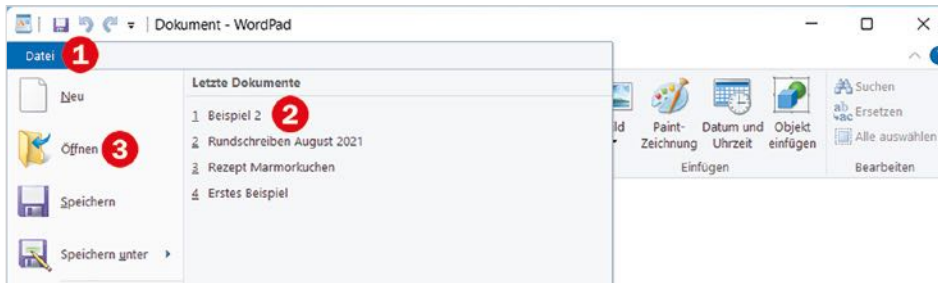 Dokument - WordPad
Datei 1
Letzte Dokumente
Neu
1 Beispiel 2 2
2 Rundschreiben August 2021
Öffnen 3
3 Rezept Marmorkuchen
4 Erstes Beispiel
Speichern
Speichern unter
ld
Paint-
Zeichnung
Datum und
Uhrzeit
Objekt
einfügen
Einfügen
Suchen
Ersetzen
Alle auswählen
Bearbeiten